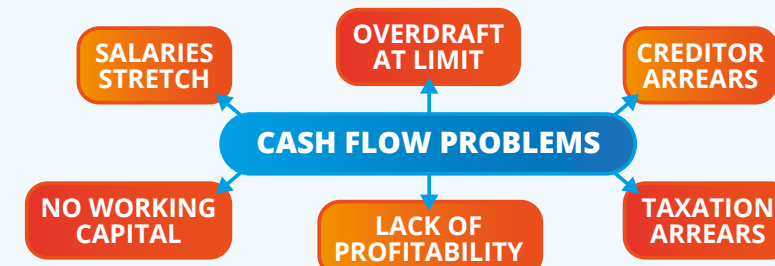 SALARIES
STRETCH
OVERDRAFT
AT LIMIT
CREDITOR
ARREARS
CASH FLOW PROBLEMS
NO WORKING
CAPITAL
LACK OF
PROFITABILITY
TAXATION
ARREARS